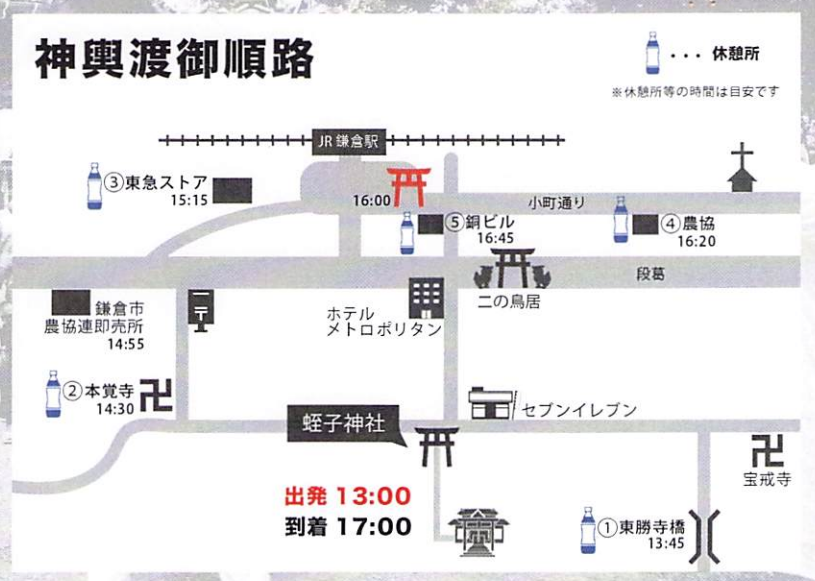 神輿渡御順路
・・・休憩所
※休憩所等の時間は目安です
JR鎌倉駅
③東急ストア
15:15
16:00
小町通り
⑤銅ビル
16:45
④農協
16:20
段葛
鎌倉市
農協連即売所
14:55
〒
ホテル
メトロポリタン
二の鳥居
②本覚寺
14:30
卍
蛭子神社
セブンイレブン
卍
宝戒寺
出発 13:00
到着 17:00
①東勝寺橋
13:45